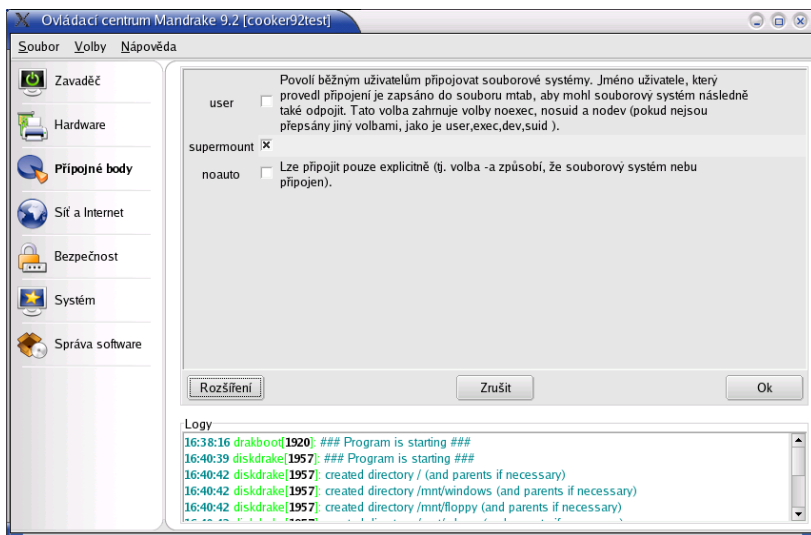 Ovládací centrum Mandrake 9.2 [cooker92test]
Soubor Volby Nápověda
Zavaděč
Hardware
Přípojné body
Síť a Internet
Bezpečnost
Systém
Správa software
user
Povolí běžným uživatelům připojovat souborové systémy. Jméno uživatele, který
provedl připojení je zapsáno do souboru mtab, aby mohl souborový systém následně
také odpojit. Tato volba zahrnuje volby noexec, nosuid a nodev (pokud nejsou
přepsány jiný volbami, jako je user,exec,dev,suid ).
supermount
noauto
Lze připojit pouze explicitně (tj. volba -a způsobí, že souborový systém nebu
připojen).
Rozšíření Zrušit Ok
Logy
16:38:16 drakboot[1920]: ### Program is starting ###
16:40:39 diskdrake[1957]: ### Program is starting ###
16:40:42 diskdrake[1957]: created directory / (and parents if necessary)
16:40:42 diskdrake[1957]: created directory /mnt/windows (and parents if necessary)
16:40:42 diskdrake[1957]: created directory /mnt/floppy (and parents if necessary)